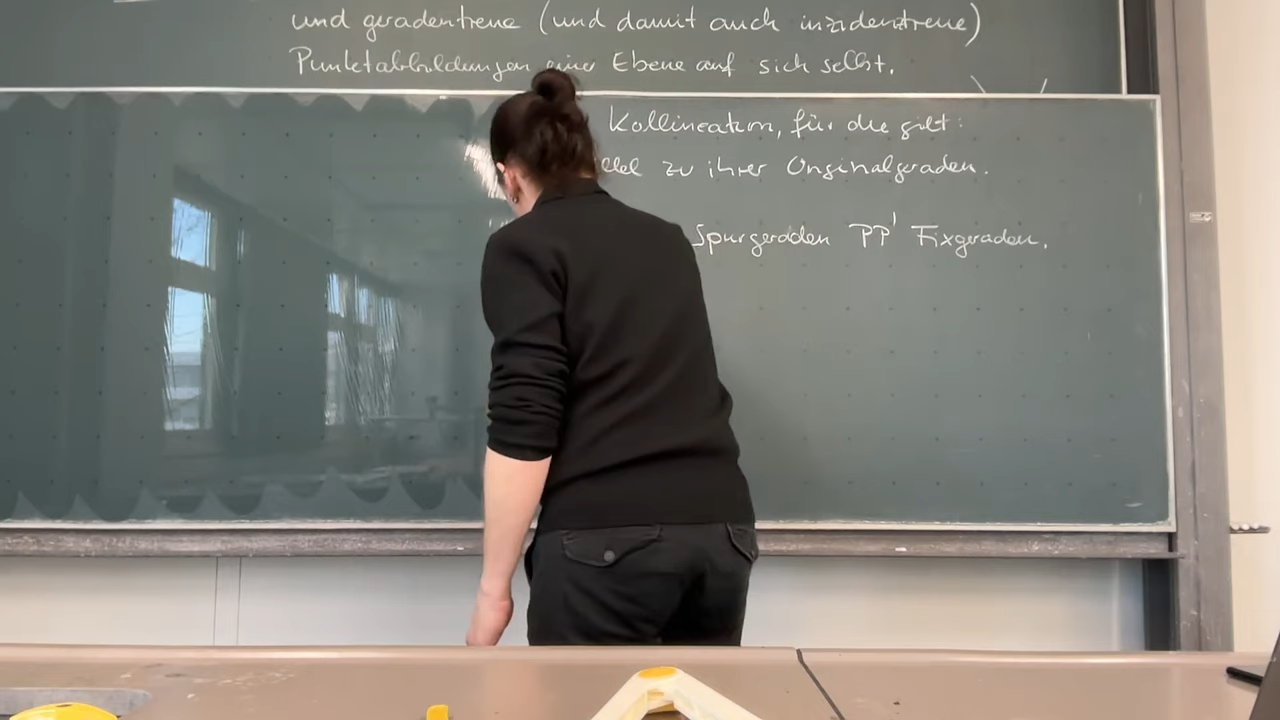 und geradentreue (und damit auch inzidenztreue)
Punktabbildungen einer Ebene auf sich selbst.
Kollineation, für die gilt:
llel zu ihrer Originalgeraden.
Spurgeraden PP' Fixgeraden.